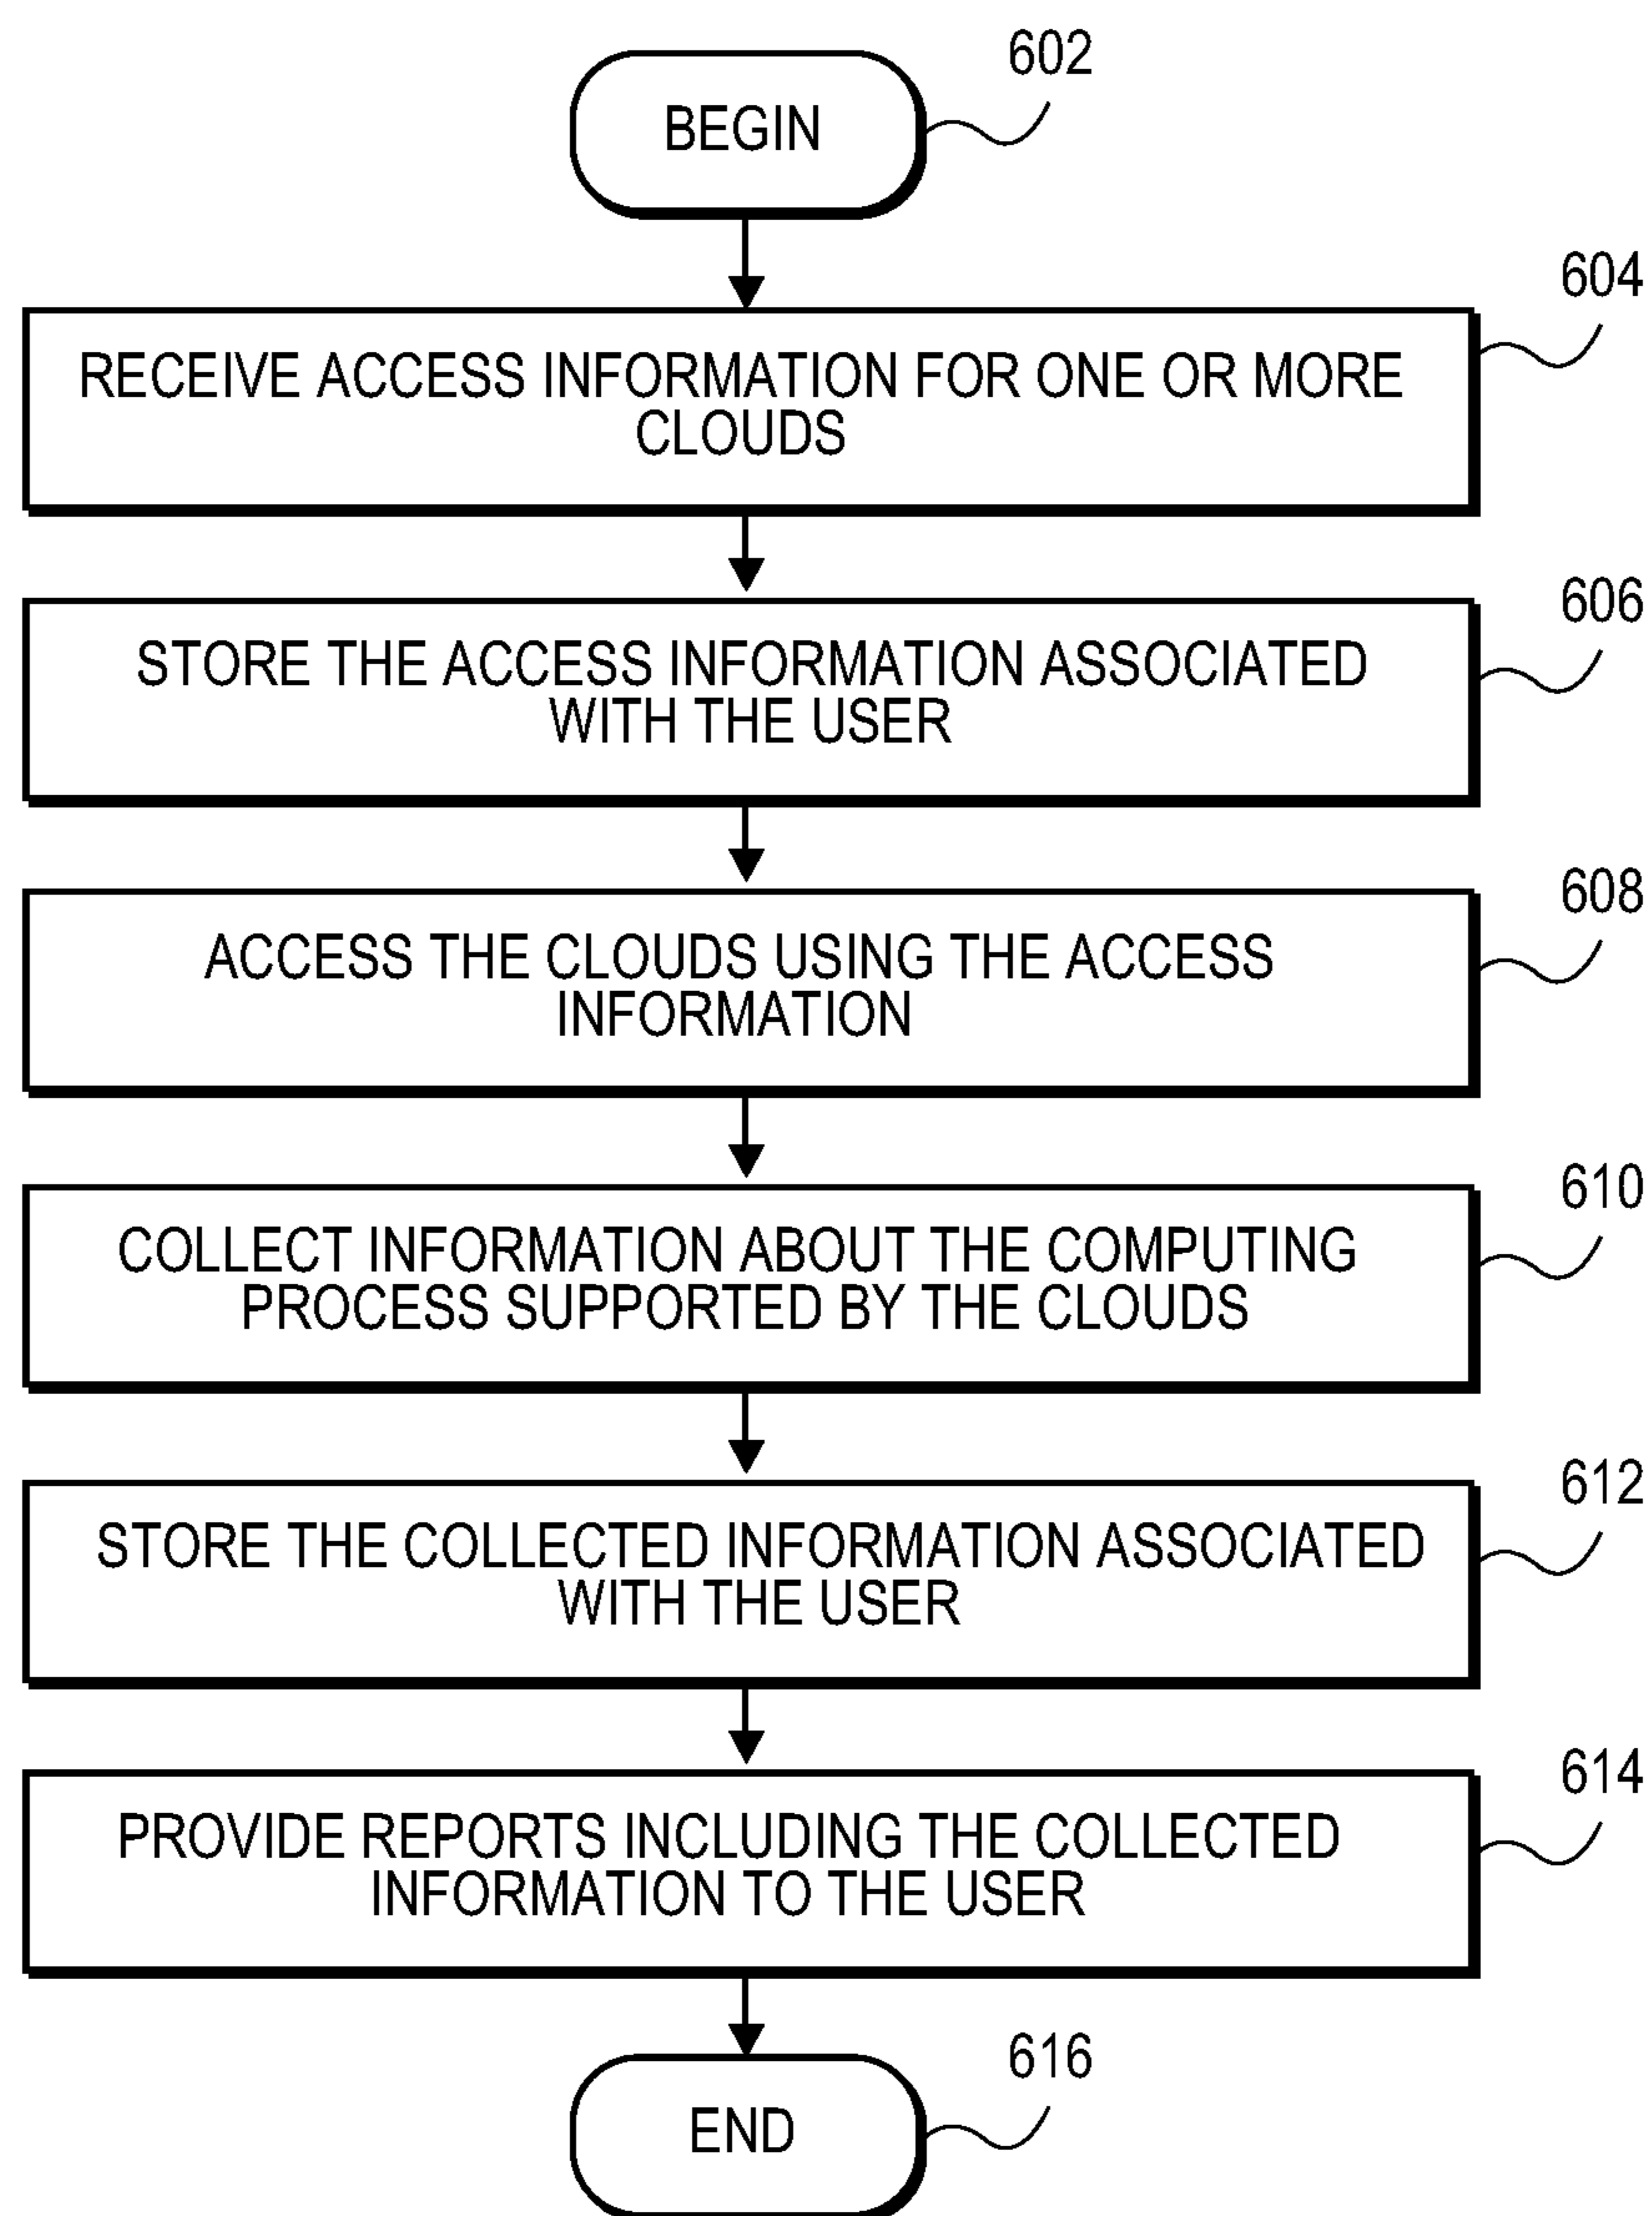 602
BEGIN
604
RECEIVE ACCESS INFORMATION FOR ONE OR MORE
CLOUDS
606
STORE THE ACCESS INFORMATION ASSOCIATED
WITH THE USER
608
ACCESS THE CLOUDS USING THE ACCESS
INFORMATION
610
COLLECT INFORMATION ABOUT THE COMPUTING
PROCESS SUPPORTED BY THE CLOUDS
612
STORE THE COLLECTED INFORMATION ASSOCIATED
WITH THE USER
614
PROVIDE REPORTS INCLUDING THE COLLECTED
INFORMATION TO THE USER
616
END